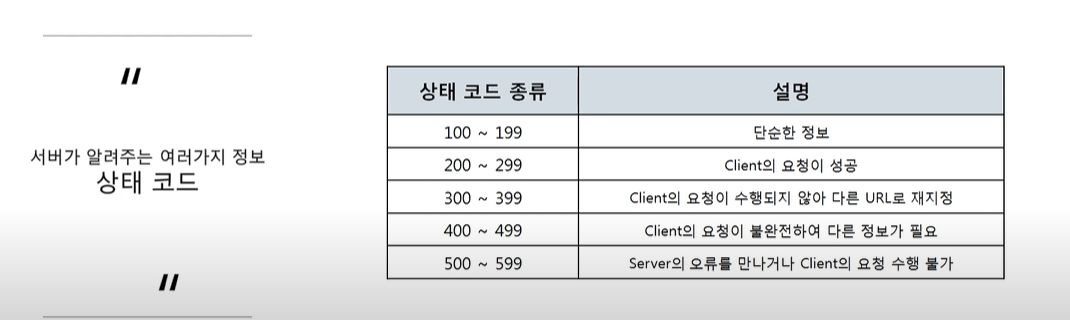 "
서버가 알려주는 여러가지 정보
상태 코드
"
상태 코드 종류 설명
100 ~ 199 단순한 정보
200 ~ 299 Client의 요청이 성공
300 ~ 399 Client의 요청이 수행되지 않아 다른 URL로 재지정
400 ~ 499 Client의 요청이 불완전하여 다른 정보가 필요
500 ~ 599 Server의 오류를 만나거나 Client의 요청 수행 불가